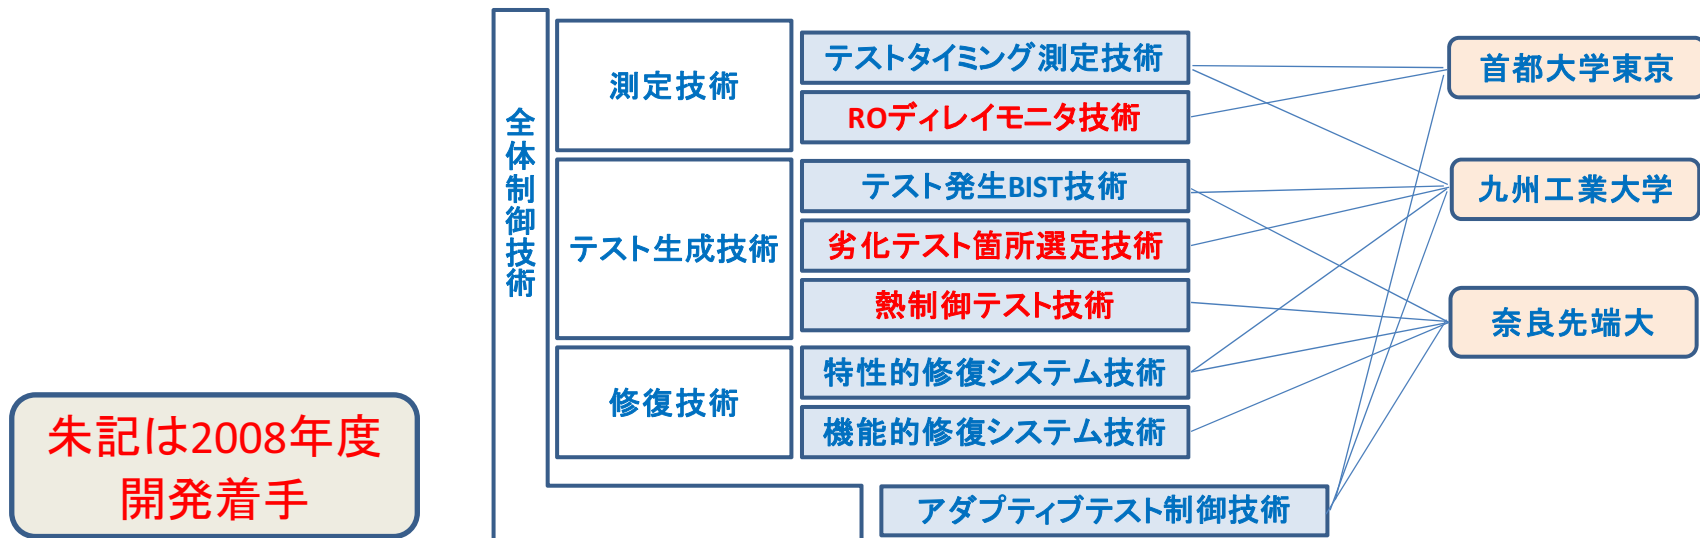 全体制御技術
測定技術
テストタイミング測定技術
ROディレイモニタ技術
テスト生成技術
テスト発生BIST技術
劣化テスト箇所選定技術
熱制御テスト技術
修復技術
特性的修復システム技術
機能的修復システム技術
アダプティブテスト制御技術
首都大学東京
九州工業大学
奈良先端大
朱記は2008年度
開発着手